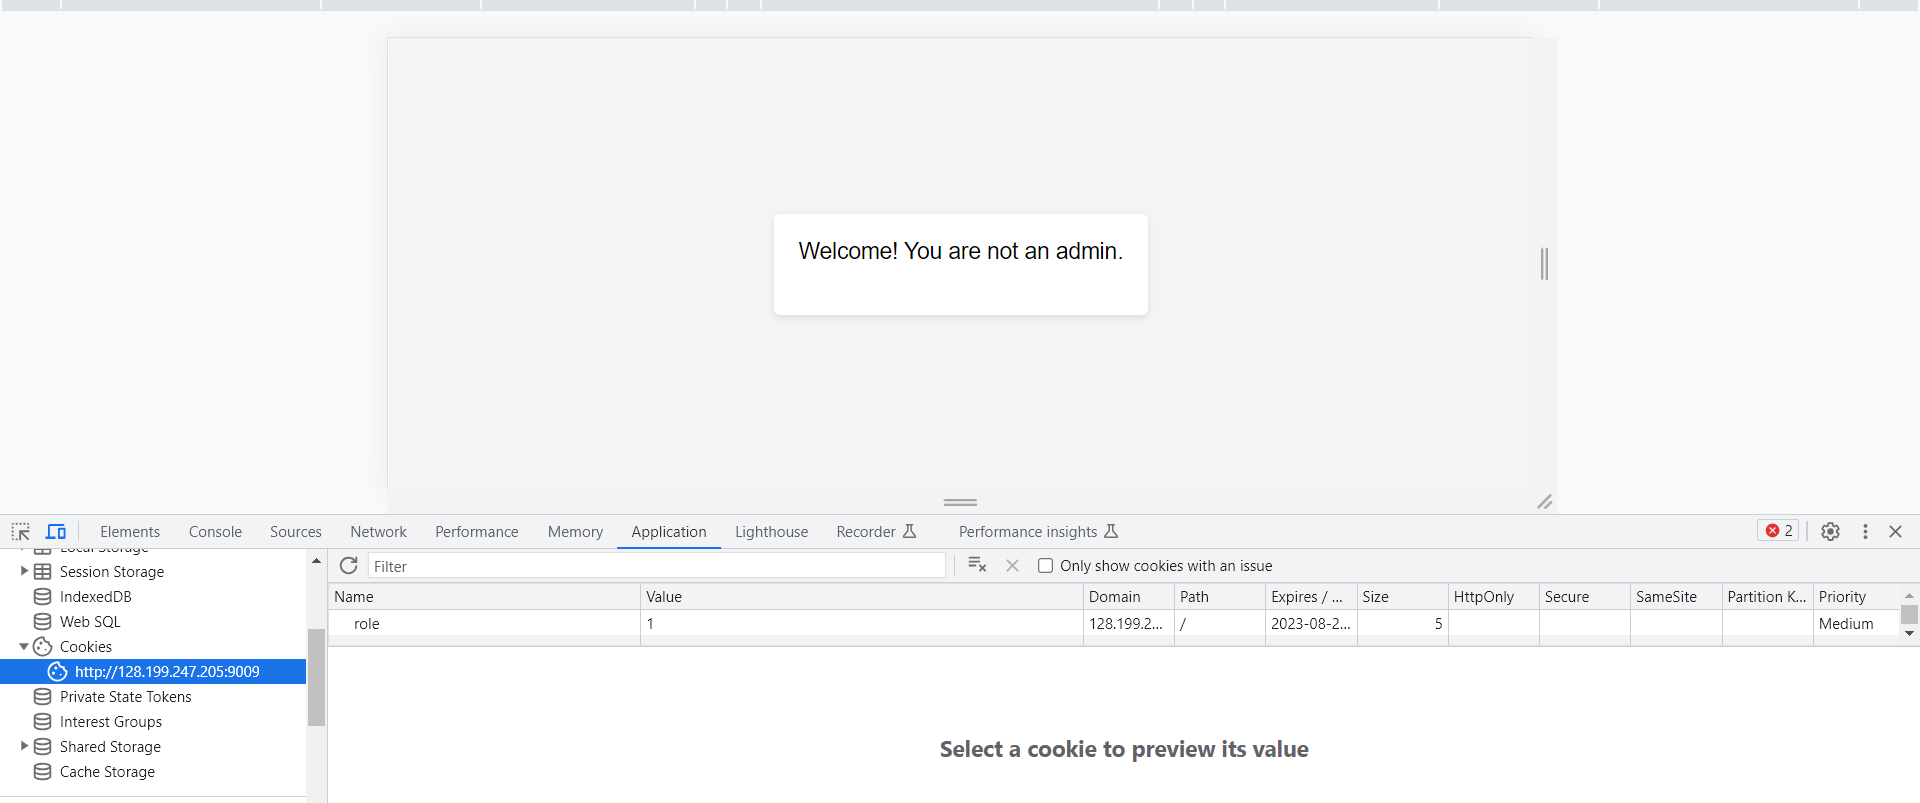 Welcome! You are not an admin.
Elements Console Sources Network Performance Memory Application Lighthouse Recorder Performance insights 2
Local Storage
Session Storage
IndexedDB
Web SQL
Cookies
http://128.199.247.205:9009
Private State Tokens
Interest Groups
Shared Storage
Cache Storage
Filter Only show cookies with an issue
Name Value Domain Path Expires / ... Size HttpOnly Secure SameSite Partition K... Priority
role 1 128.199.2... / 2023-08-2... 5 Medium
Select a cookie to preview its value